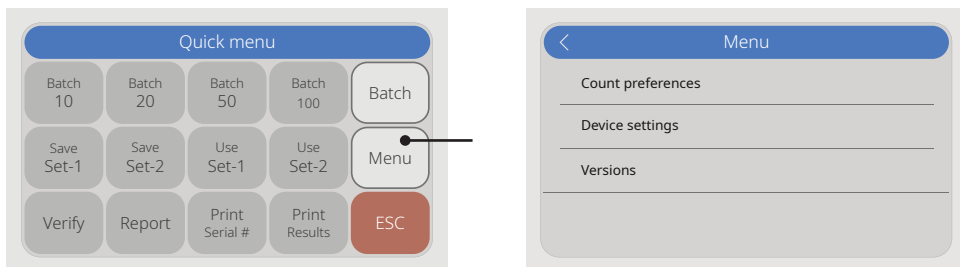 Quick menu
Batch
10
Batch
20
Batch
50
Batch
100
Batch
Save
Set-1
Save
Set-2
Use
Set-1
Use
Set-2
Menu
Verify
Report
Print
Serial #
Print
Results
ESC
Menu
Count preferences
Device settings
Versions